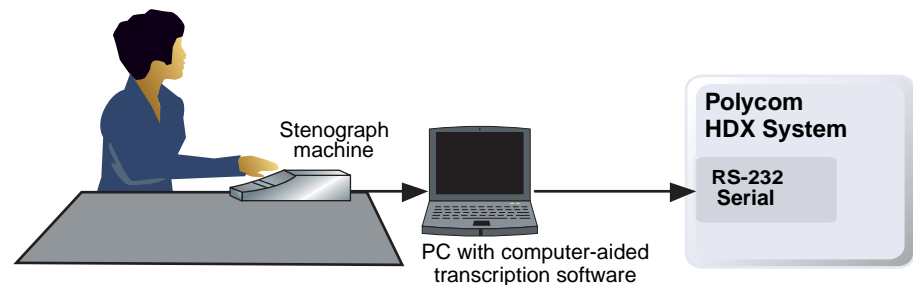 Stenograph
machine
PC with computer-aided
transcription software
Polycom
HDX System
RS-232
Serial